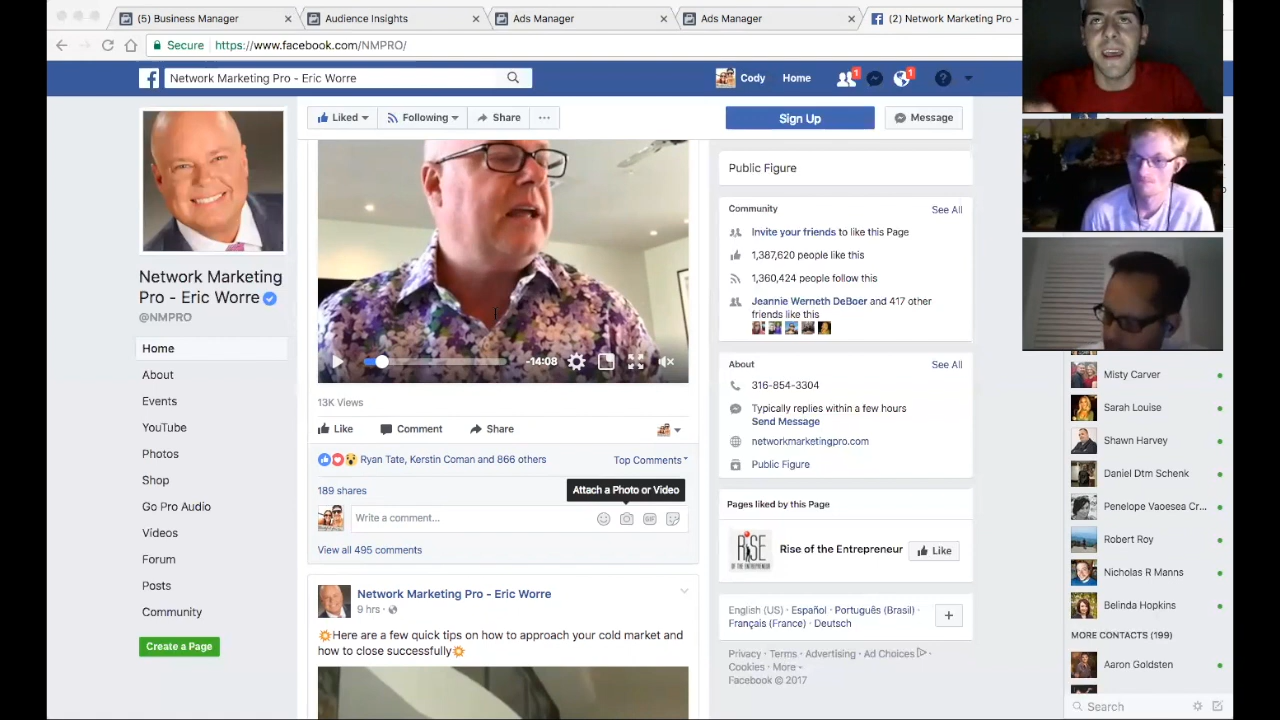 (5) Business Manager
Audience Insights
Ads Manager
Ads Manager
(2) Network Marketing Pro -
Secure
https://www.facebook.com/NMPRO/
Network Marketing Pro - Eric Worre
Cody
Home
1
1
Liked
Following
Share
Sign Up
Message
Network Marketing
Pro - Eric Worre
@NMPRO
Home
About
Events
YouTube
Photos
Shop
Go Pro Audio
Videos
Forum
Posts
Community
Create a Page
-14:08
13K Views
Like
Comment
Share
Ryan Tate, Kerstin Coman and 866 others
Top Comments
189 shares
Attach a Photo or Video
Write a comment...
GIF
View all 495 comments
Network Marketing Pro - Eric Worre
9 hrs ·
💥Here are a few quick tips on how to approach your cold market and
how to close successfully💥
Public Figure
Community
See All
Invite your friends to like this Page
1,387,620 people like this
1,360,424 people follow this
Jeannie Werneth DeBoer and 417 other
friends like this
About
See All
316-854-3304
Typically replies within a few hours
Send Message
networkmarketingpro.com
Public Figure
Pages liked by this Page
RISE
OF THE ENTREPRENEUR
Rise of the Entrepreneur
Like
English (US) · Español · Português (Brasil) ·
Français (France) · Deutsch
Privacy · Terms · Advertising · Ad Choices ·
Cookies · More
Facebook © 2017
Misty Carver
Sarah Louise
Shawn Harvey
Daniel Dtm Schenk
Penelope Vaoesea Cr...
Robert Roy
Nicholas R Manns
Belinda Hopkins
MORE CONTACTS (199)
Aaron Goldsten
Search